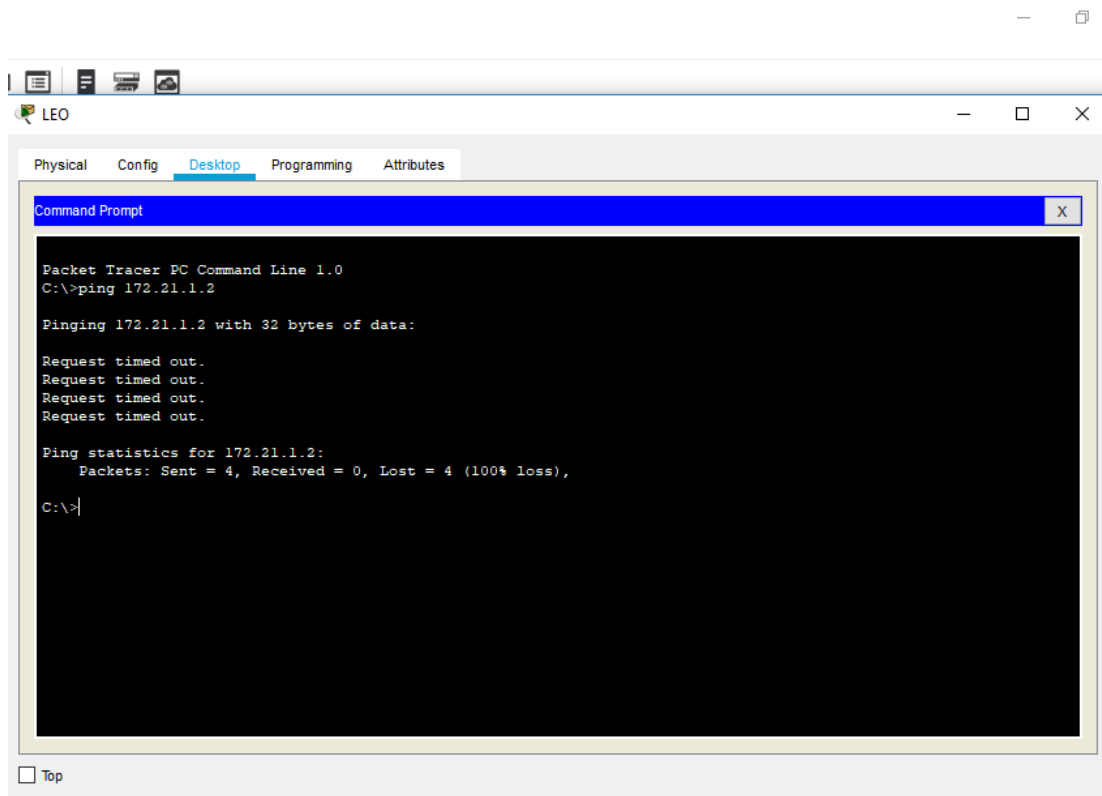 LEO
Physical Config Desktop Programming Attributes
Command Prompt
X
Packet Tracer PC Command Line 1.0
C:\>ping 172.21.1.2
Pinging 172.21.1.2 with 32 bytes of data:
Request timed out.
Request timed out.
Request timed out.
Request timed out.
Ping statistics for 172.21.1.2:
Packets: Sent = 4, Received = 0, Lost = 4 (100% loss),
C:\>
Top